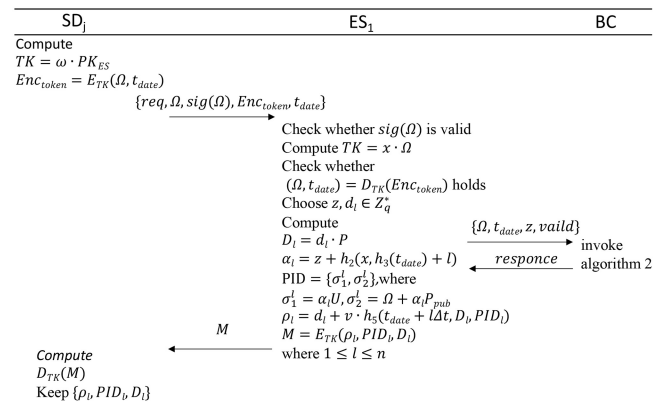 SD_j ES_1 BC
Compute
TK = ω · PK_ES
Enc_token = E_TK(Ω, t_date)
{req, Ω, sig(Ω), Enc_token, t_date}
Check whether sig(Ω) is valid
Compute TK = x · Ω
Check whether
(Ω, t_date) = D_TK(Enc_token) holds
Choose z, d_l ∈ Z_q^*
Compute
D_l = d_l · P
{Ω, t_date, z, vaild}
α_l = z + h_2(x, h_3(t_date) + l)
responce
invoke
algorithm 2
PID = {σ_1^l, σ_2^l},where
σ_1^l = α_l U, σ_2^l = Ω + α_l P_pub
ρ_l = d_l + v · h_5(t_date + lΔt, D_l, PID_l)
M
M = E_TK(ρ_l, PID_l, D_l)
where 1 ≤ l ≤ n
Compute
D_TK(M)
Keep {ρ_l, PID_l, D_l}